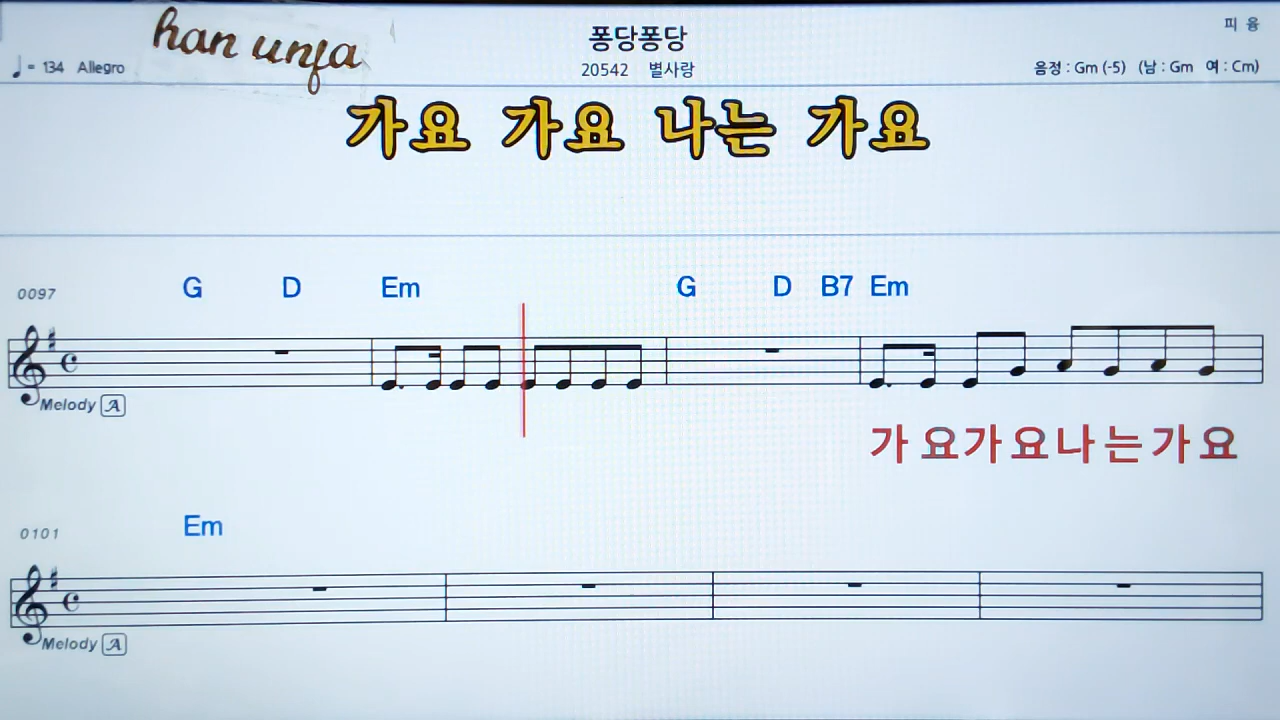 han unja
퐁당퐁당
피 융
♩= 134 Allegro
20542 별사랑
음정 : Gm (-5) (남 : Gm 여 : Cm)
가요 가요 나는 가요
0097 G D Em G D B7 Em
Melody A
가 요 가 요 나 는 가 요
0101 Em
Melody A